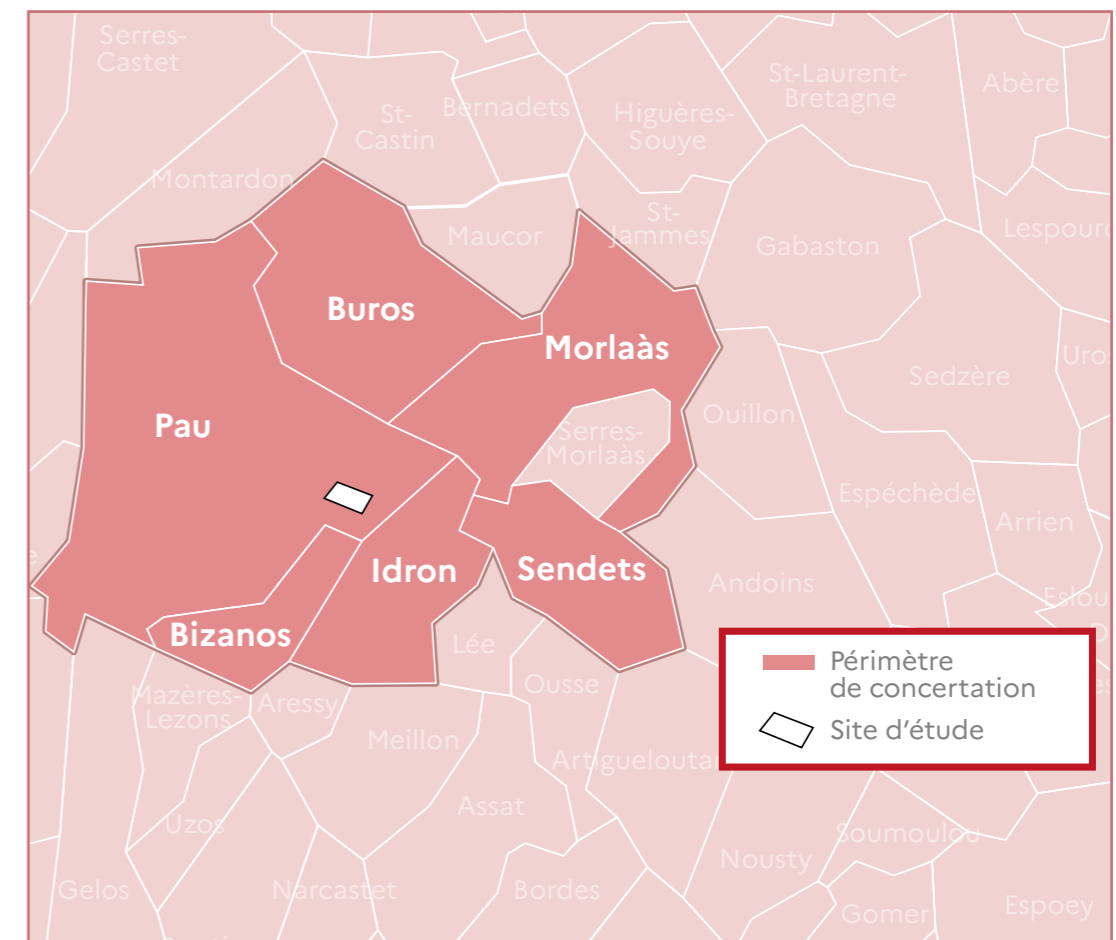 Serres-
Castet
St-
Castin
Bernadets
Higuères-
Souye
St-Laurent-
Bretagne
Abère
Montardon
Maucor
St-
Jammes
Gabaston
Buros
Morlaàs
Pau
Serres-
Morlaàs
Ouillon
Sedzère
Espéchède
Arrien
Idron
Sendets
Andoins
Bizanos
Lée
Ousse
Mazères-
Lezons
Aressy
Meillon
Assat
Uzos
Gelos
Narcastet
Bordes
Nousty
Soumoulou
Gomer
Espoey
Périmètre
de concertation
Site d'étude